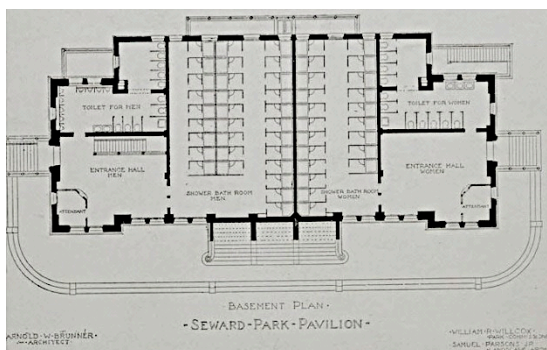 TOILET FOR MEN
TOILET FOR WOMEN
ENTRANCE HALL
MEN
ENTRANCE HALL
WOMEN
SHOWER BATH ROOM
MEN
SHOWER BATH ROOM
WOMEN
ATTENDANT
ATTENDANT
BASEMENT PLAN
- SEWARD - PARK - PAVILION -
ARNOLD - W - BRUNNER -
ARCHITECT
- WILLIAM - R - WILLCOX -
SAMUEL PARSONS JR